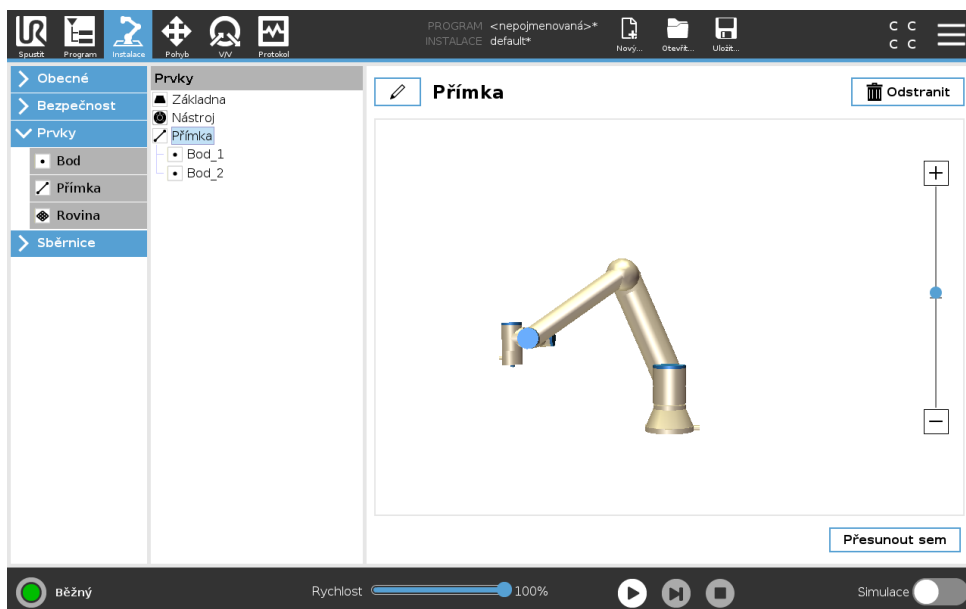 UR
PROGRAM <nepojmenovaná>*
INSTALACE default*
Spustit Program Instalace Pohyb V/V Protokol
Nový... Otevřít... Uložit...
C C
C C
Obecné
Bezpečnost
Prvky
Bod
Přímka
Rovina
Sběrnice
Prvky
Základna
Nástroj
Přímka
Bod_1
Bod_2
Přímka
Odstranit
Přesunout sem
Běžný
Rychlost 100%
Simulace